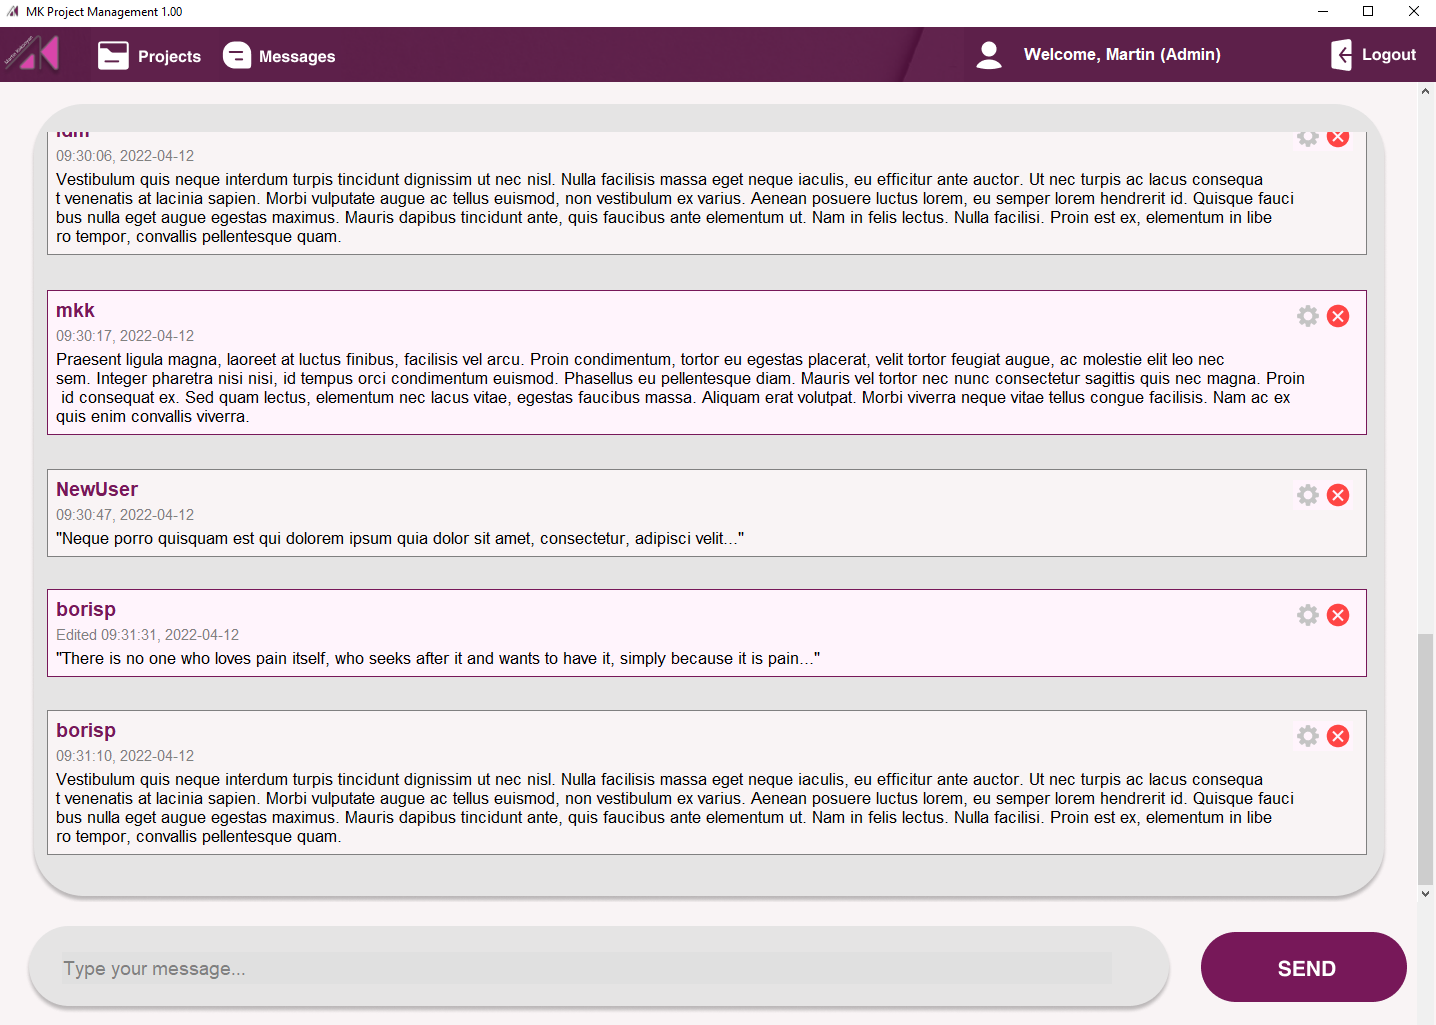 MK Project Management 1.00
Projects
Messages
Welcome, Martin (Admin)
Logout
09:30:06, 2022-04-12
Vestibulum quis neque interdum turpis tincidunt dignissim ut nec nisl. Nulla facilisis massa eget neque iaculis, eu efficitur ante auctor. Ut nec turpis ac lacus consequa
t venenatis at lacinia sapien. Morbi vulputate augue ac tellus euismod, non vestibulum ex varius. Aenean posuere luctus lorem, eu semper lorem hendrerit id. Quisque fauci
bus nulla eget augue egestas maximus. Mauris dapibus tincidunt ante, quis faucibus ante elementum ut. Nam in felis lectus. Nulla facilisi. Proin est ex, elementum in libe
ro tempor, convallis pellentesque quam.
mkk
09:30:17, 2022-04-12
Praesent ligula magna, laoreet at luctus finibus, facilisis vel arcu. Proin condimentum, tortor eu egestas placerat, velit tortor feugiat augue, ac molestie elit leo nec
sem. Integer pharetra nisi nisi, id tempus orci condimentum euismod. Phasellus eu pellentesque diam. Mauris vel tortor nec nunc consectetur sagittis quis nec magna. Proin
id consequat ex. Sed quam lectus, elementum nec lacus vitae, egestas faucibus massa. Aliquam erat volutpat. Morbi viverra neque vitae tellus congue facilisis. Nam ac ex
quis enim convallis viverra.
NewUser
09:30:47, 2022-04-12
"Neque porro quisquam est qui dolorem ipsum quia dolor sit amet, consectetur, adipisci velit..."
borisp
Edited 09:31:31, 2022-04-12
"There is no one who loves pain itself, who seeks after it and wants to have it, simply because it is pain..."
borisp
09:31:10, 2022-04-12
Vestibulum quis neque interdum turpis tincidunt dignissim ut nec nisl. Nulla facilisis massa eget neque iaculis, eu efficitur ante auctor. Ut nec turpis ac lacus consequa
t venenatis at lacinia sapien. Morbi vulputate augue ac tellus euismod, non vestibulum ex varius. Aenean posuere luctus lorem, eu semper lorem hendrerit id. Quisque fauci
bus nulla eget augue egestas maximus. Mauris dapibus tincidunt ante, quis faucibus ante elementum ut. Nam in felis lectus. Nulla facilisi. Proin est ex, elementum in libe
ro tempor, convallis pellentesque quam.
Type your message...
SEND